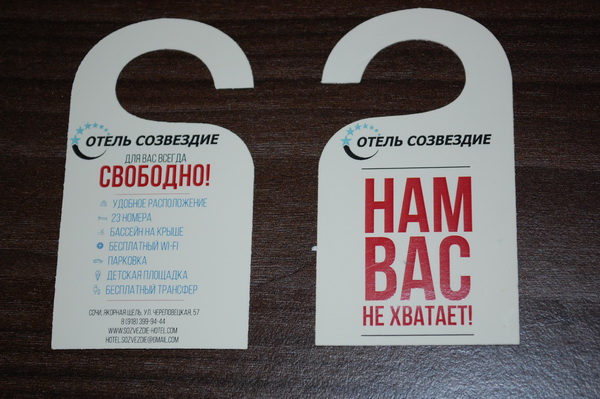 ОТЕЛЬ СОЗВЕЗДИЕ
ДЛЯ ВАС ВСЕГДА
СВОБОДНО!
УДОБНОЕ РАСПОЛОЖЕНИЕ
23 НОМЕРА
БАССЕЙН НА КРЫШЕ
БЕСПЛАТНЫЙ WI-FI
ПАРКОВКА
ДЕТСКАЯ ПЛОЩАДКА
БЕСПЛАТНЫЙ ТРАНСФЕР
СОЧИ, ЯКОРНАЯ ЩЕЛЬ, УЛ. ЧЕРЕПОВЕЦКАЯ, 57
8 (918) 399-94-44
WWW.SOZVEZDIE-HOTEL.COM
HOTEL.SOZVEZDIE@GMAIL.COM
ОТЕЛЬ СОЗВЕЗДИЕ
НАМ
ВАС
НЕ ХВАТАЕТ!